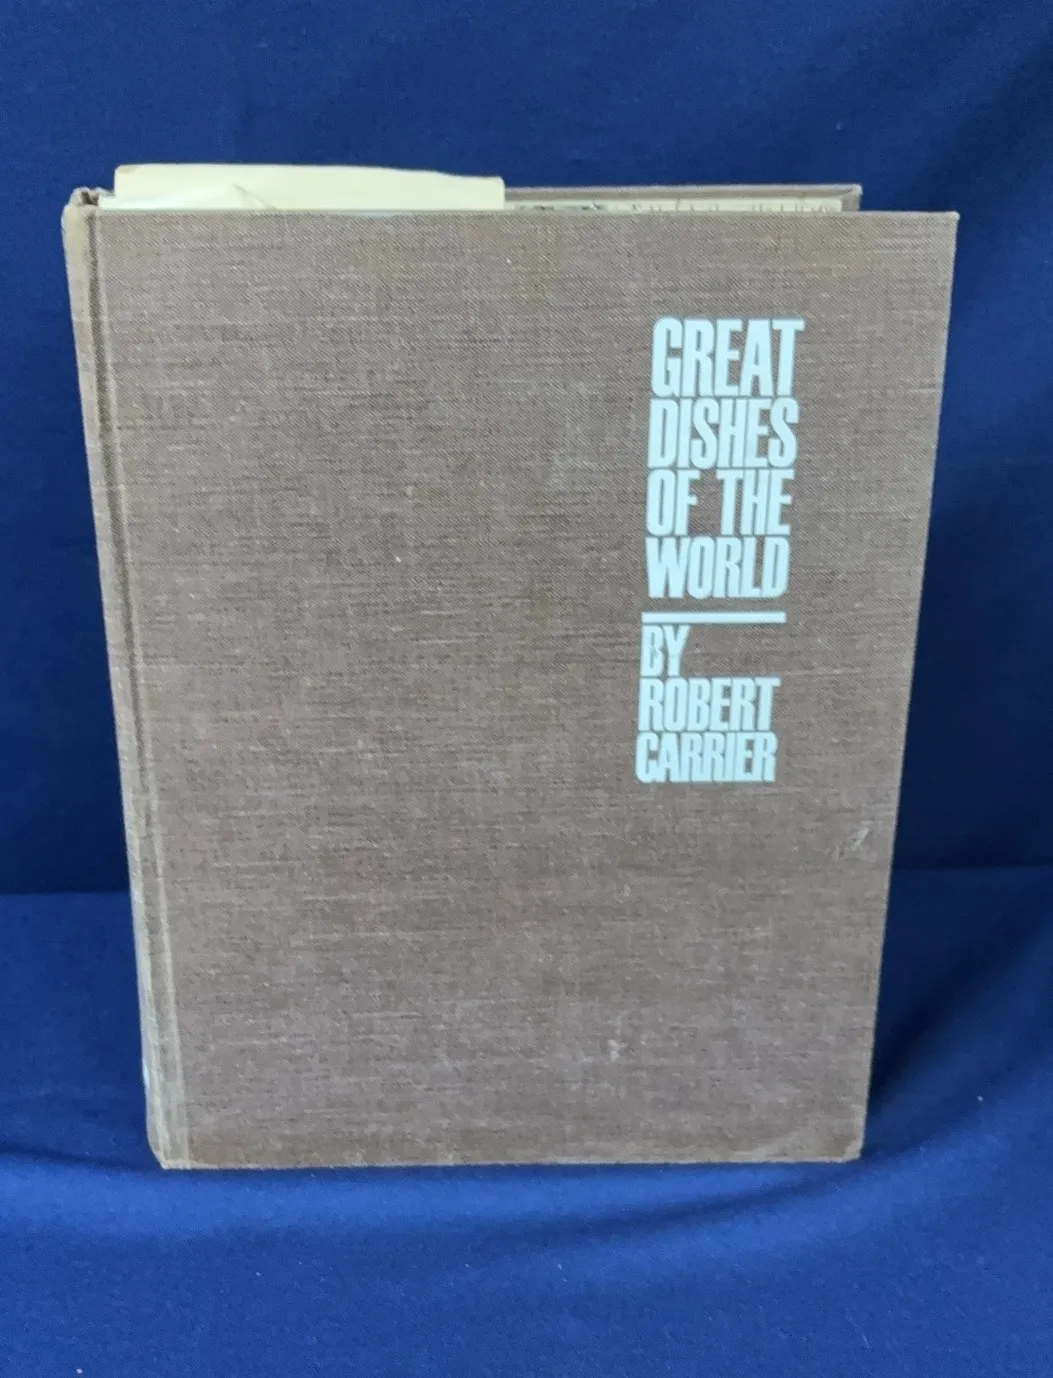 GREAT
DISHES
OF THE
WORLD
BY
ROBERT
CARRIER